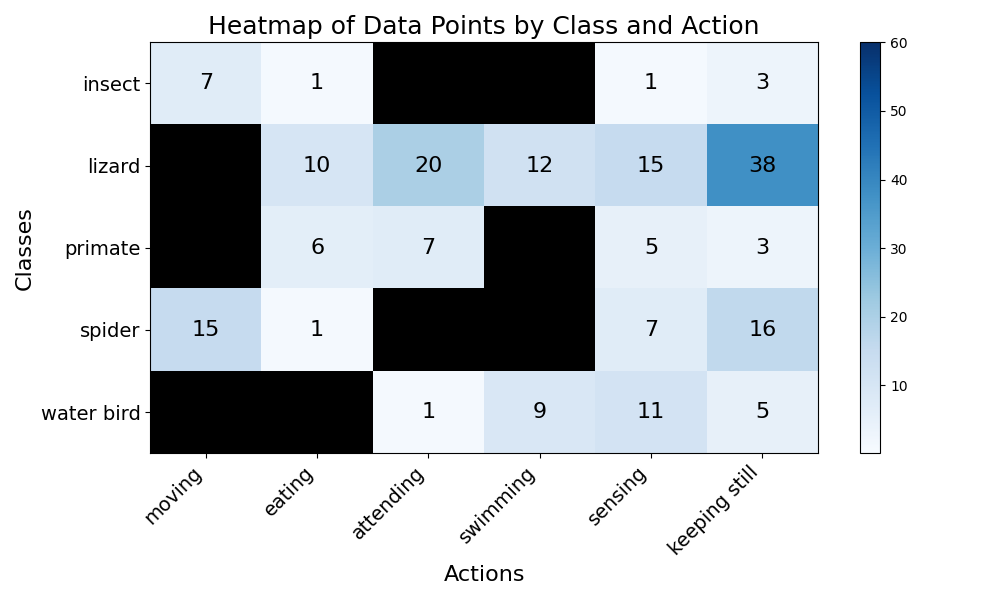 Heatmap of Data Points by Class and Action
Classes
insect 7 1 1 3
lizard 10 20 12 15 38
primate 6 7 5 3
spider 15 1 7 16
water bird 1 9 11 5
moving eating attending swimming sensing keeping still
Actions
60
50
40
30
20
10